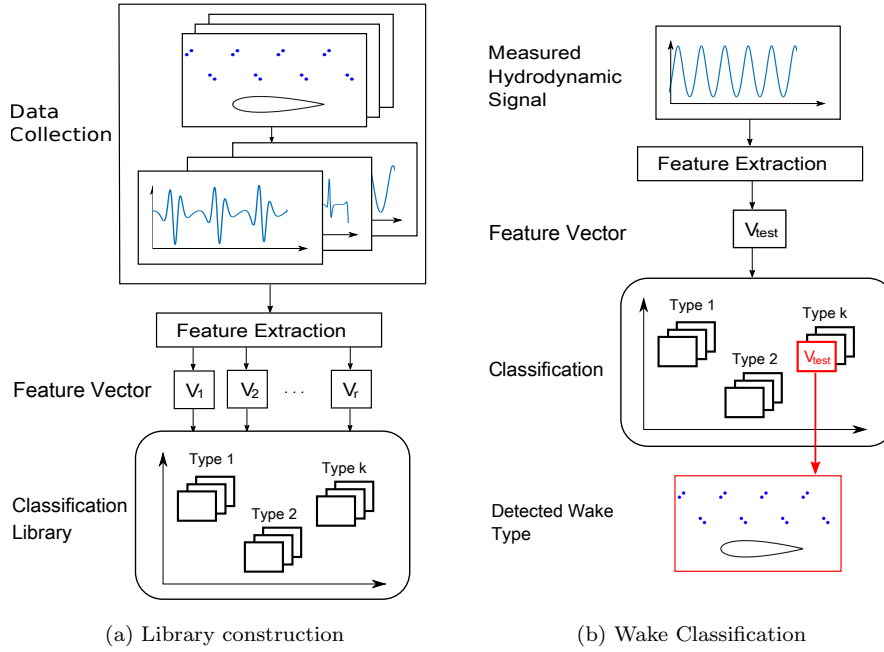 Data
Collection
Feature Extraction
Feature Vector
V1
V2
. . .
Vr
Type 1
Type k
Type 2
Classification
Library
(a) Library construction
Measured
Hydrodynamic
Signal
Feature Extraction
Feature Vector
Vtest
Type 1
Type k
Type 2
Vtest
Classification
Detected Wake
Type
(b) Wake Classification